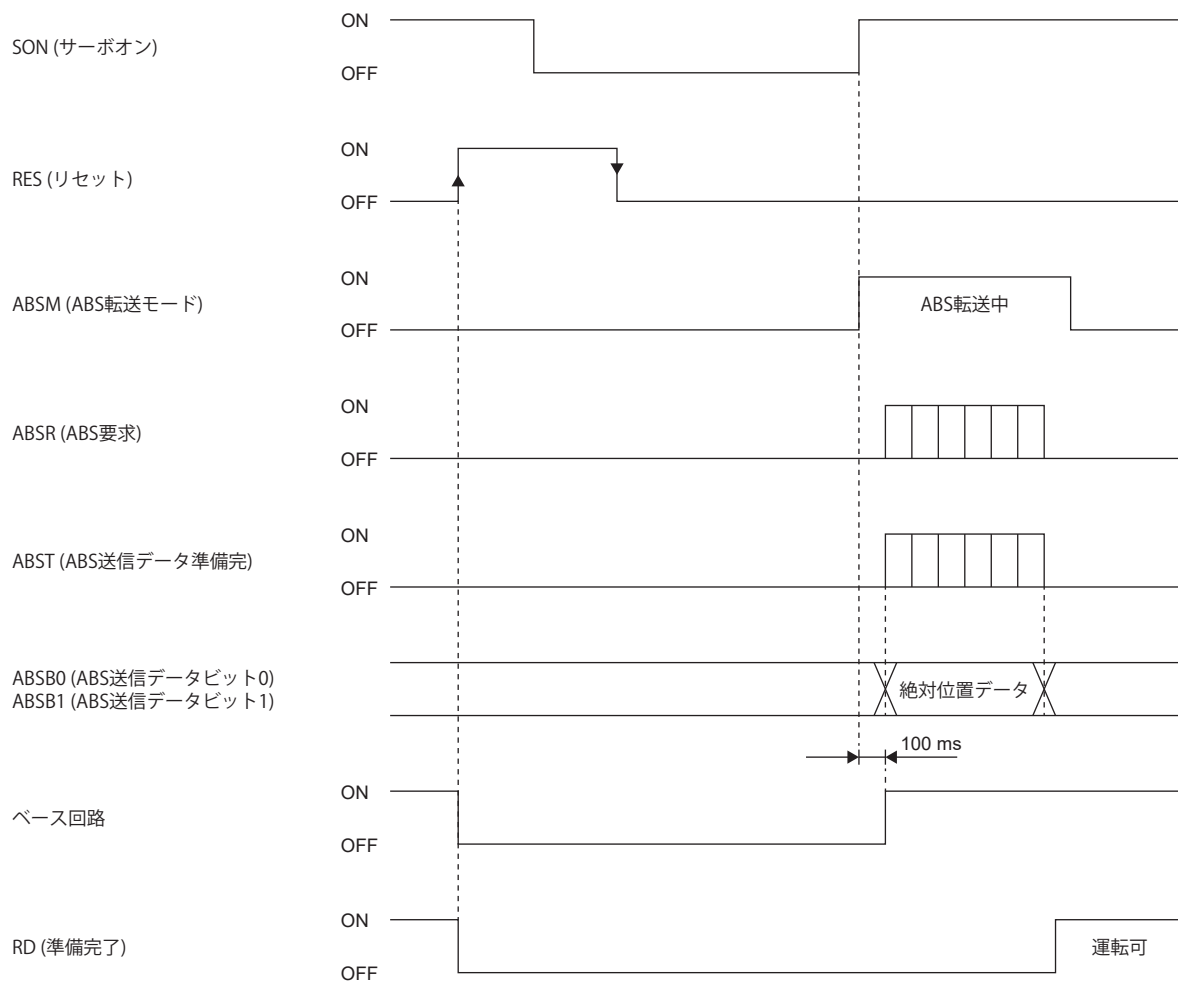 SON (サーボオン)
ON
OFF
RES (リセット)
ON
OFF
ABSM (ABS転送モード)
ON
OFF
ABS転送中
ABSR (ABS要求)
ON
OFF
ABST (ABS送信データ準備完)
ON
OFF
ABSB0 (ABS送信データビット0)
ABSB1 (ABS送信データビット1)
絶対位置データ
100 ms
ベース回路
ON
OFF
RD (準備完了)
ON
OFF
運転可